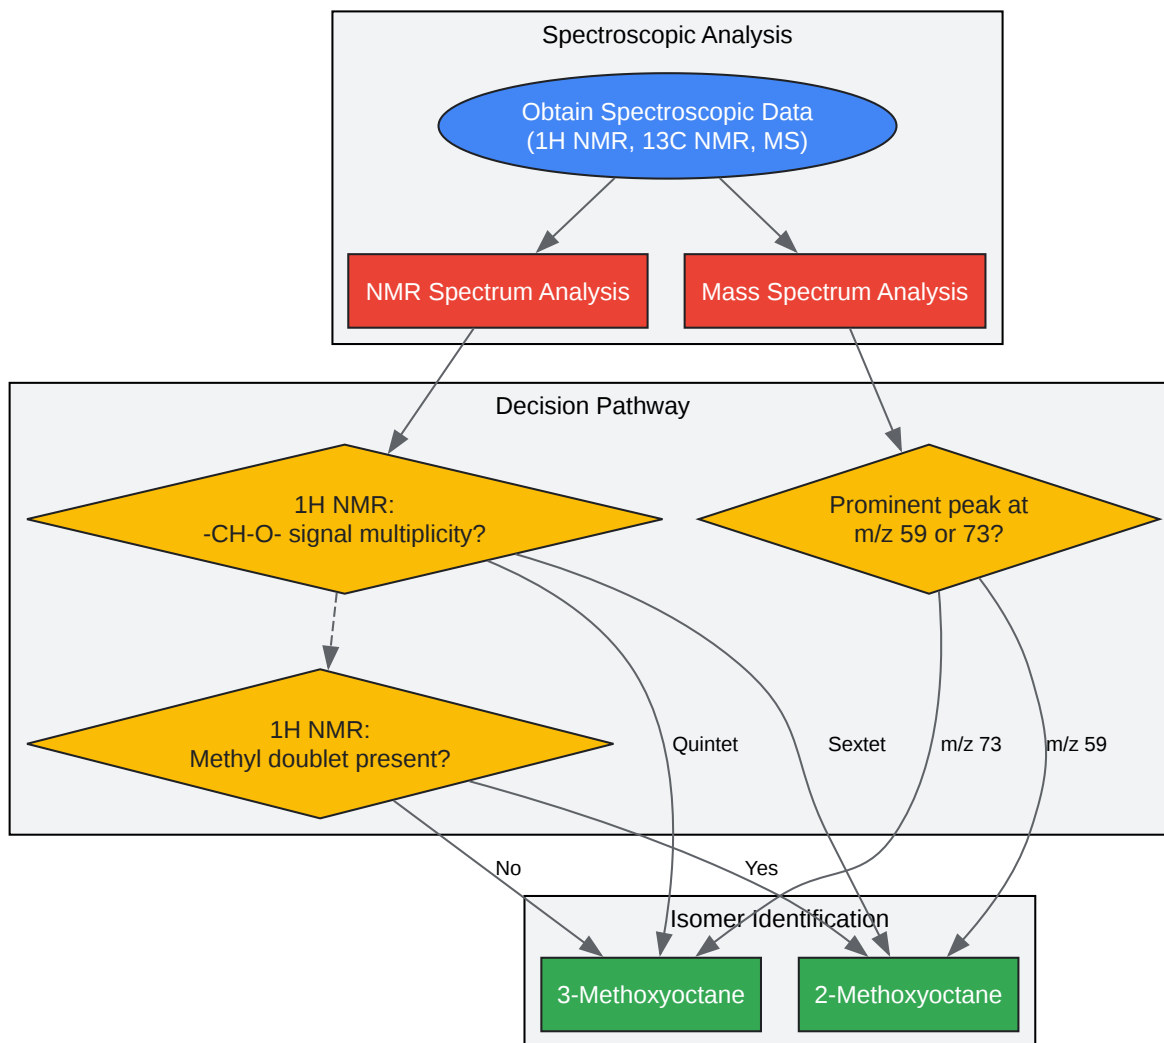 Spectroscopic Analysis
Obtain Spectroscopic Data
(1H NMR, 13C NMR, MS)
NMR Spectrum Analysis
Mass Spectrum Analysis
Decision Pathway
1H NMR:
-CH-O- signal multiplicity?
Prominent peak at
m/z 59 or 73?
1H NMR:
Methyl doublet present?
Quintet
Sextet
m/z 73
m/z 59
No
Yes
Isomer Identification
3-Methoxyoctane
2-Methoxyoctane